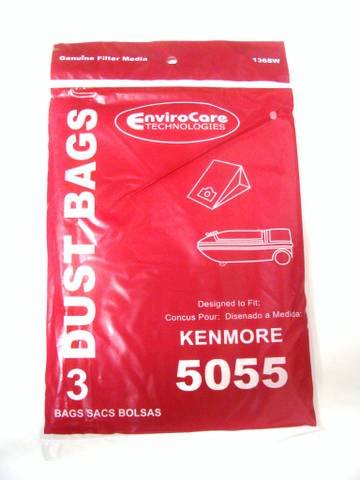 Genuine Filter Media
136SW
EnviroCare
TECHNOLOGIES
DUST BAGS
Designed to Fit:
Concus Pour: Disenado a Medida:
KENMORE
5055
3
BAGS SACS BOLSAS